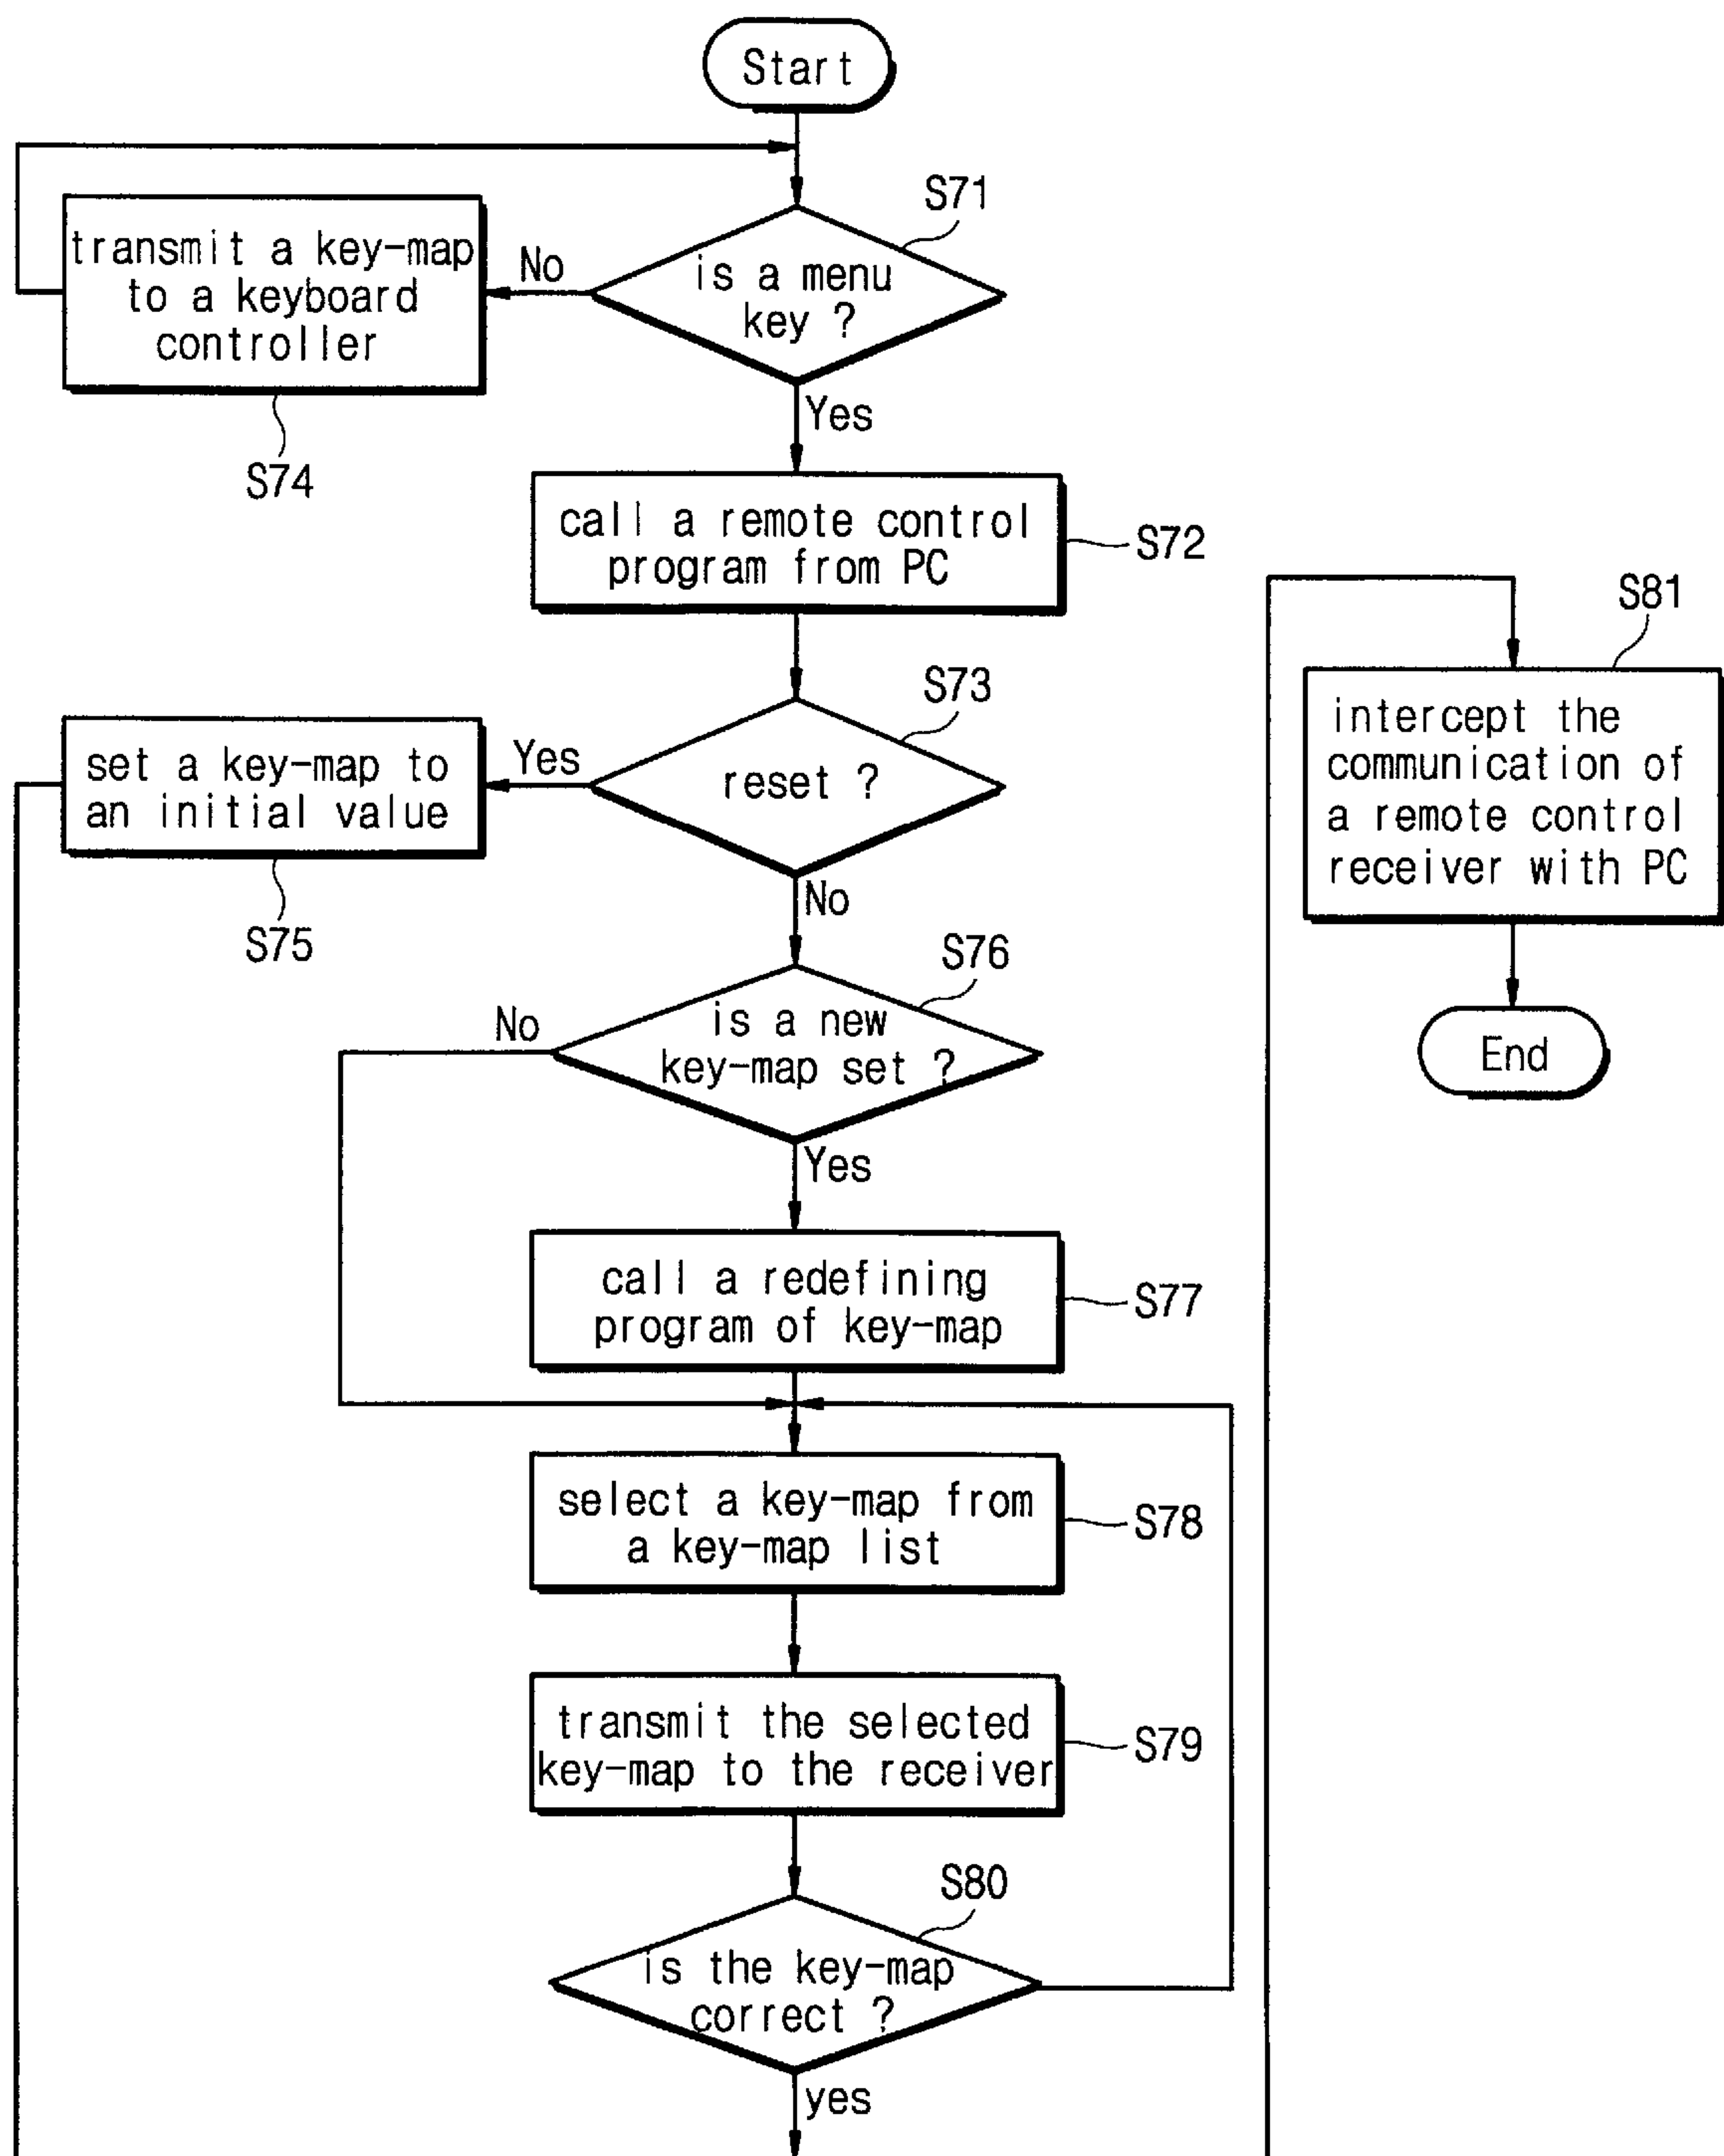 Start
S71
is a menu
key ?
No
transmit a key-map
to a keyboard
controller
S74
Yes
call a remote control
program from PC
S72
S73
reset ?
Yes
set a key-map to
an initial value
S75
No
S76
is a new
key-map set ?
No
Yes
call a redefining
program of key-map
S77
select a key-map from
a key-map list
S78
transmit the selected
key-map to the receiver
S79
S80
is the key-map
correct ?
yes
S81
intercept the
communication of
a remote control
receiver with PC
End